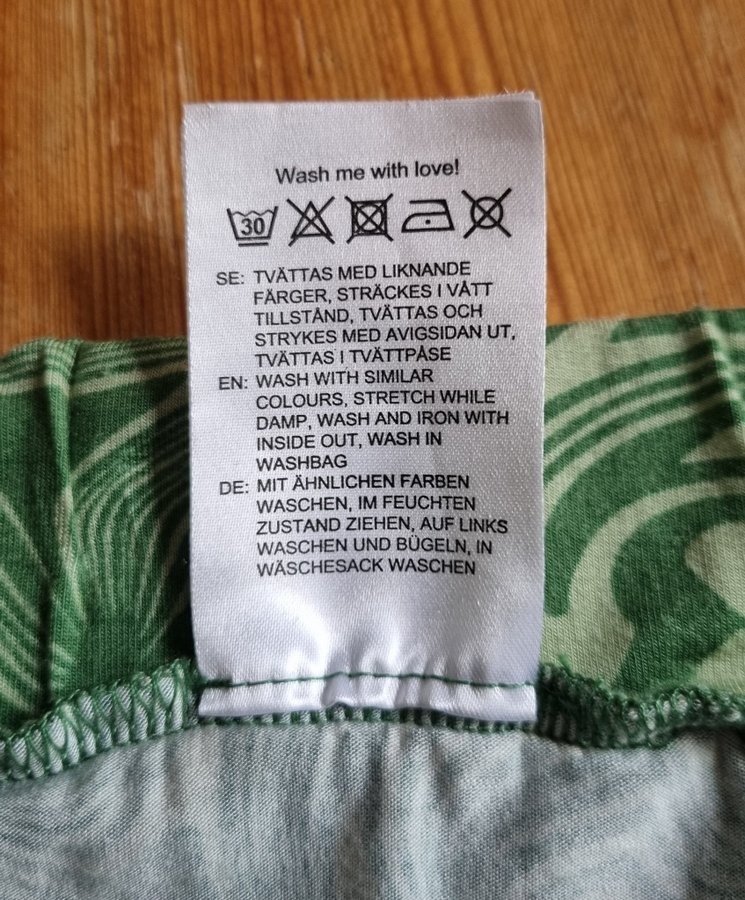 Wash me with love!
30
SE: TVÄTTAS MED LIKNANDE
FÄRGER, STRÄCKES I VÅTT
TILLSTÅND, TVÄTTAS OCH
STRYKES MED AVIGSIDAN UT,
TVÄTTAS I TVÄTTPÅSE
EN: WASH WITH SIMILAR
COLOURS, STRETCH WHILE
DAMP, WASH AND IRON WITH
INSIDE OUT, WASH IN
WASHBAG
DE: MIT ÄHNLICHEN FARBEN
WASCHEN, IM FEUCHTEN
ZUSTAND ZIEHEN, AUF LINKS
WASCHEN UND BÜGELN, IN
WÄSCHESACK WASCHEN